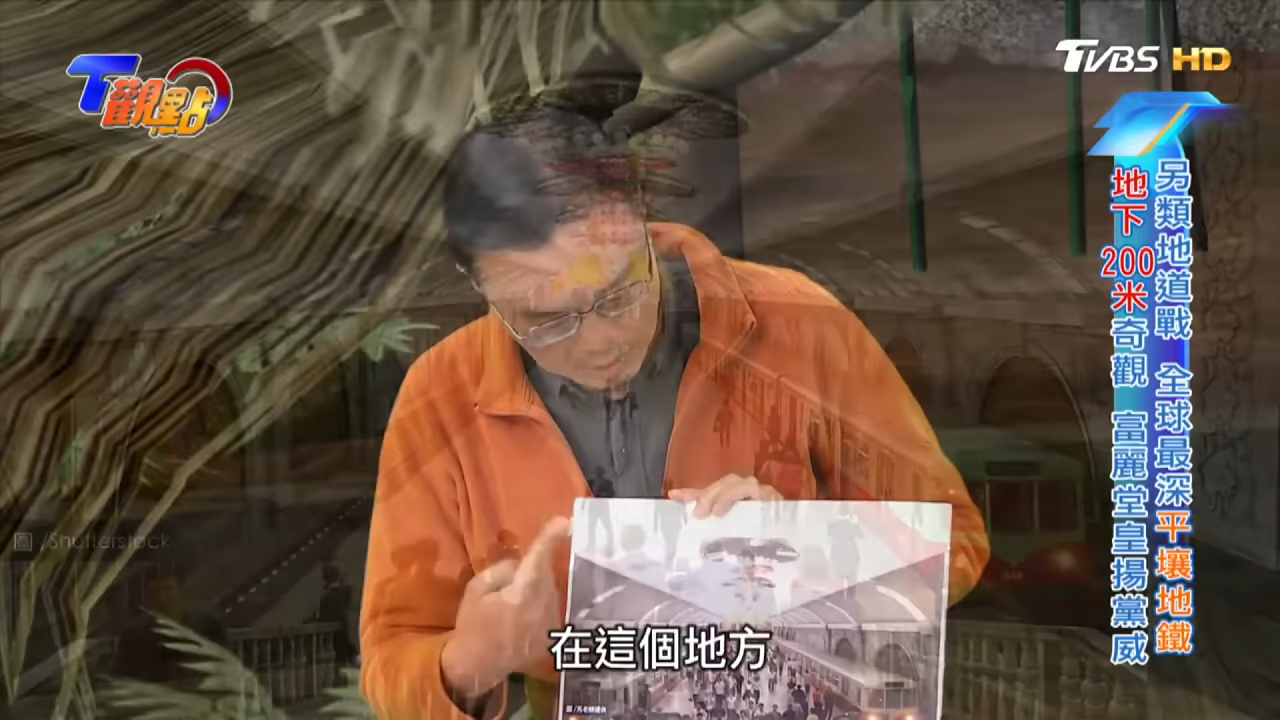 T觀點
TVBS HD
另類地道戰 全球最深平壤地鐵
地下200米奇觀 富麗堂皇揚黨威
圖/Shutterstock
在這個地方